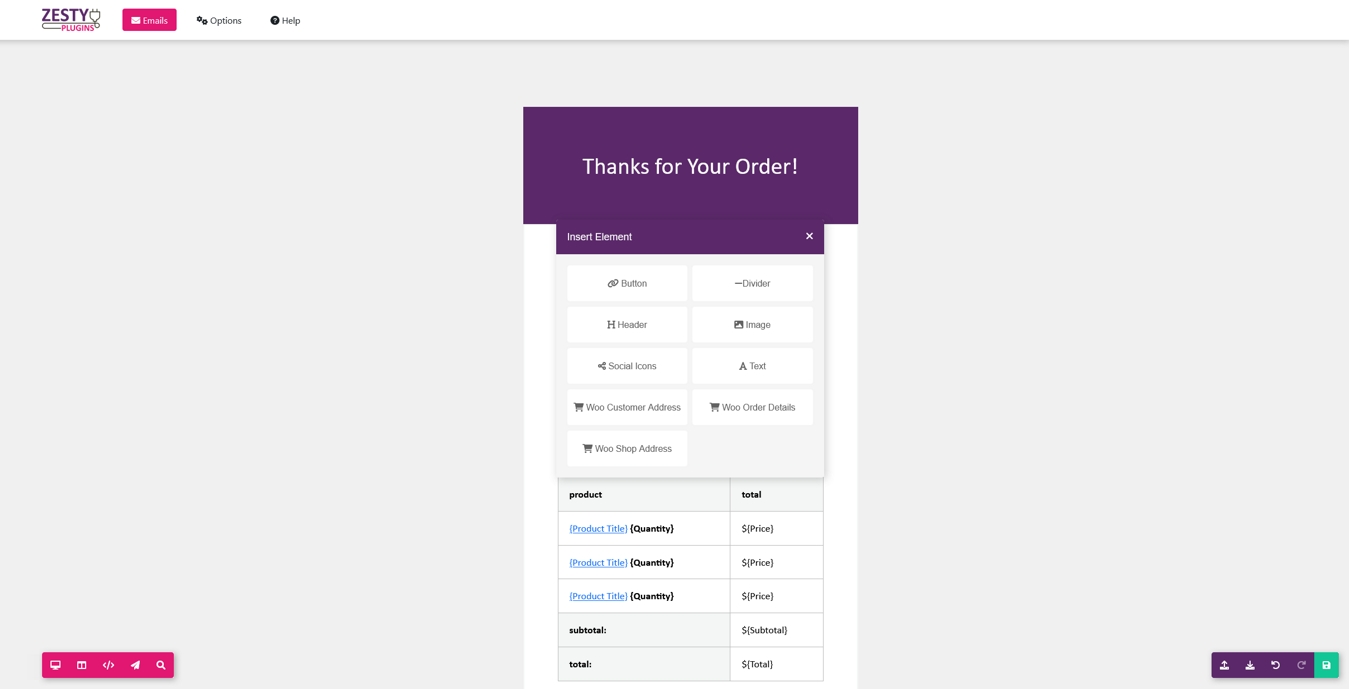 ZESTY
PLUGINS
Emails
Options
Help
Thanks for Your Order!
Insert Element
Button
Divider
Header
Image
Social Icons
Text
Woo Customer Address
Woo Order Details
Woo Shop Address
product total
{Product Title} {Quantity} ${Price}
{Product Title} {Quantity} ${Price}
{Product Title} {Quantity} ${Price}
subtotal: ${Subtotal}
total: ${Total}